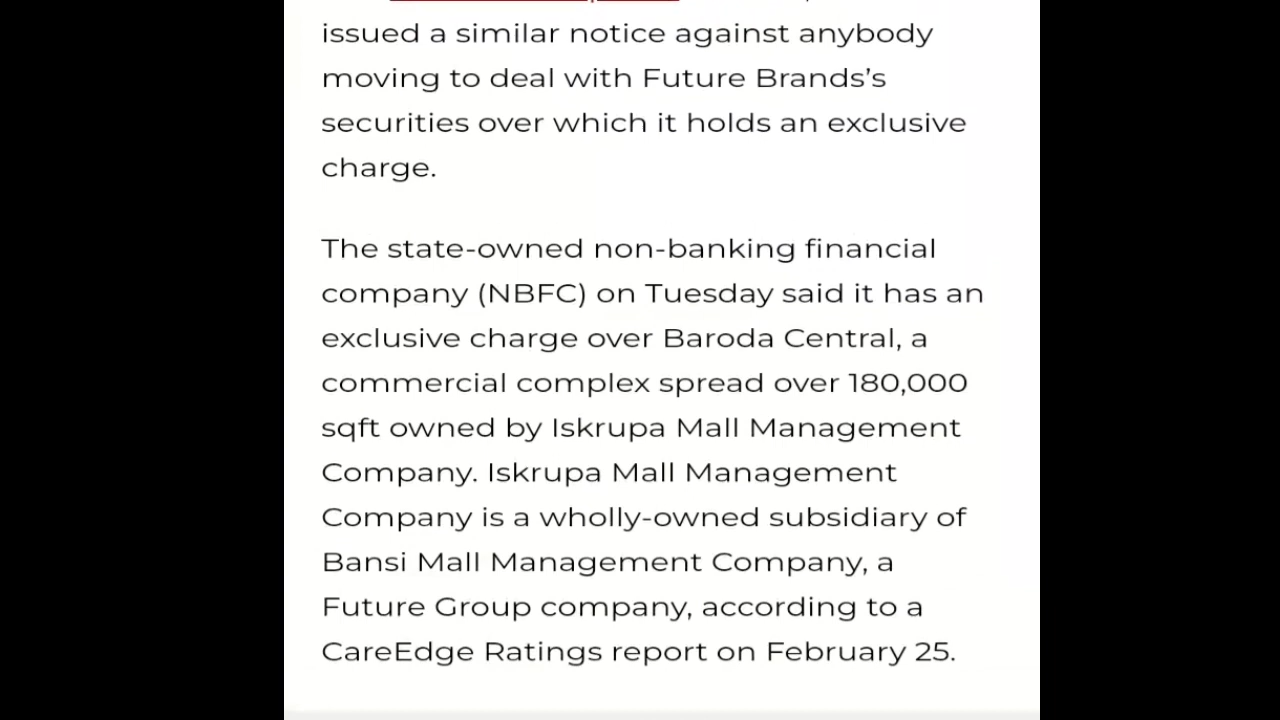 issued a similar notice against anybody
moving to deal with Future Brands’s
securities over which it holds an exclusive
charge.
The state-owned non-banking financial
company (NBFC) on Tuesday said it has an
exclusive charge over Baroda Central, a
commercial complex spread over 180,000
sqft owned by Iskrupa Mall Management
Company. Iskrupa Mall Management
Company is a wholly-owned subsidiary of
Bansi Mall Management Company, a
Future Group company, according to a
CareEdge Ratings report on February 25.